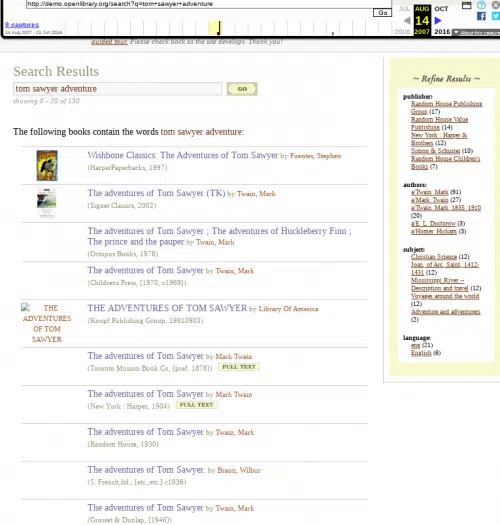 http://demo.openlibrary.org/search?q=tom+sawyer+adventure
Go
JUL AUG OCT
8 captures
14 aug 2007 - 21 Jun 2016
14
2006 2007 2016
guided tour. Please check back as the site develops. Thank you!
Search Results
tom sawyer adventure
GO
showing 0 - 20 of 130
The following books contain the words tom sawyer adventure:
Wishbone Classics: The Adventures of Tom Sawyer by Fuentes, Stephen
(HarperPaperbacks, 1997)
The adventures of Tom Sawyer (TK) by Twain, Mark
(Signet Classics, 2002)
The adventures of Tom Sawyer ; The adventures of Huckleberry Finn ;
The prince and the pauper by Twain, Mark
(Octopus Books, 1978)
The adventures of Tom Sawyer by Twain, Mark
(Childrens Press, [1970, c1969])
THE
ADVENTURES
OF TOM
SAWYER
THE ADVENTURES OF TOM SAWYER by Library Of America
(Knopf Publishing Group, 19910903)
The adventures of Tom Sawyer by Mark Twain
(Toronto Musson Book Co, [pref. 1876]) FULL TEXT
The adventures of Tom Sawyer by Mark Twain
(New York : Harper, 1904) FULL TEXT
The adventures of Tom Sawyer by Twain, Mark
(Random House, 1930)
The adventures of Tom Sawyer. by Braun, Wilbur
(S. French,ltd., [etc.,etc.] c1936)
The adventures of Tom Sawyer by Twain, Mark
(Grosset & Dunlap, [1946])
~ Refine Results ~
publisher:
Random House Publishing
Group (17)
Random House Value
Publishing (14)
New York : Harper &
Brothers (12)
Simon & Schuster (10)
Random House Children's
Books (7)
authors:
a/Twain_Mark (91)
a/Mark_Twain (27)
a/Twain_Mark_1835_1910
(20)
a/E_L_Doctorow (3)
a/Homer_Hickam (3)
subject:
Christian Science (12)
Joan, of Arc, Saint, 1412-
1431 (12)
Mississippi River --
Description and travel (12)
Voyages around the world
(12)
Adventure and adventurers
(2)
language:
eng (21)
English (6)